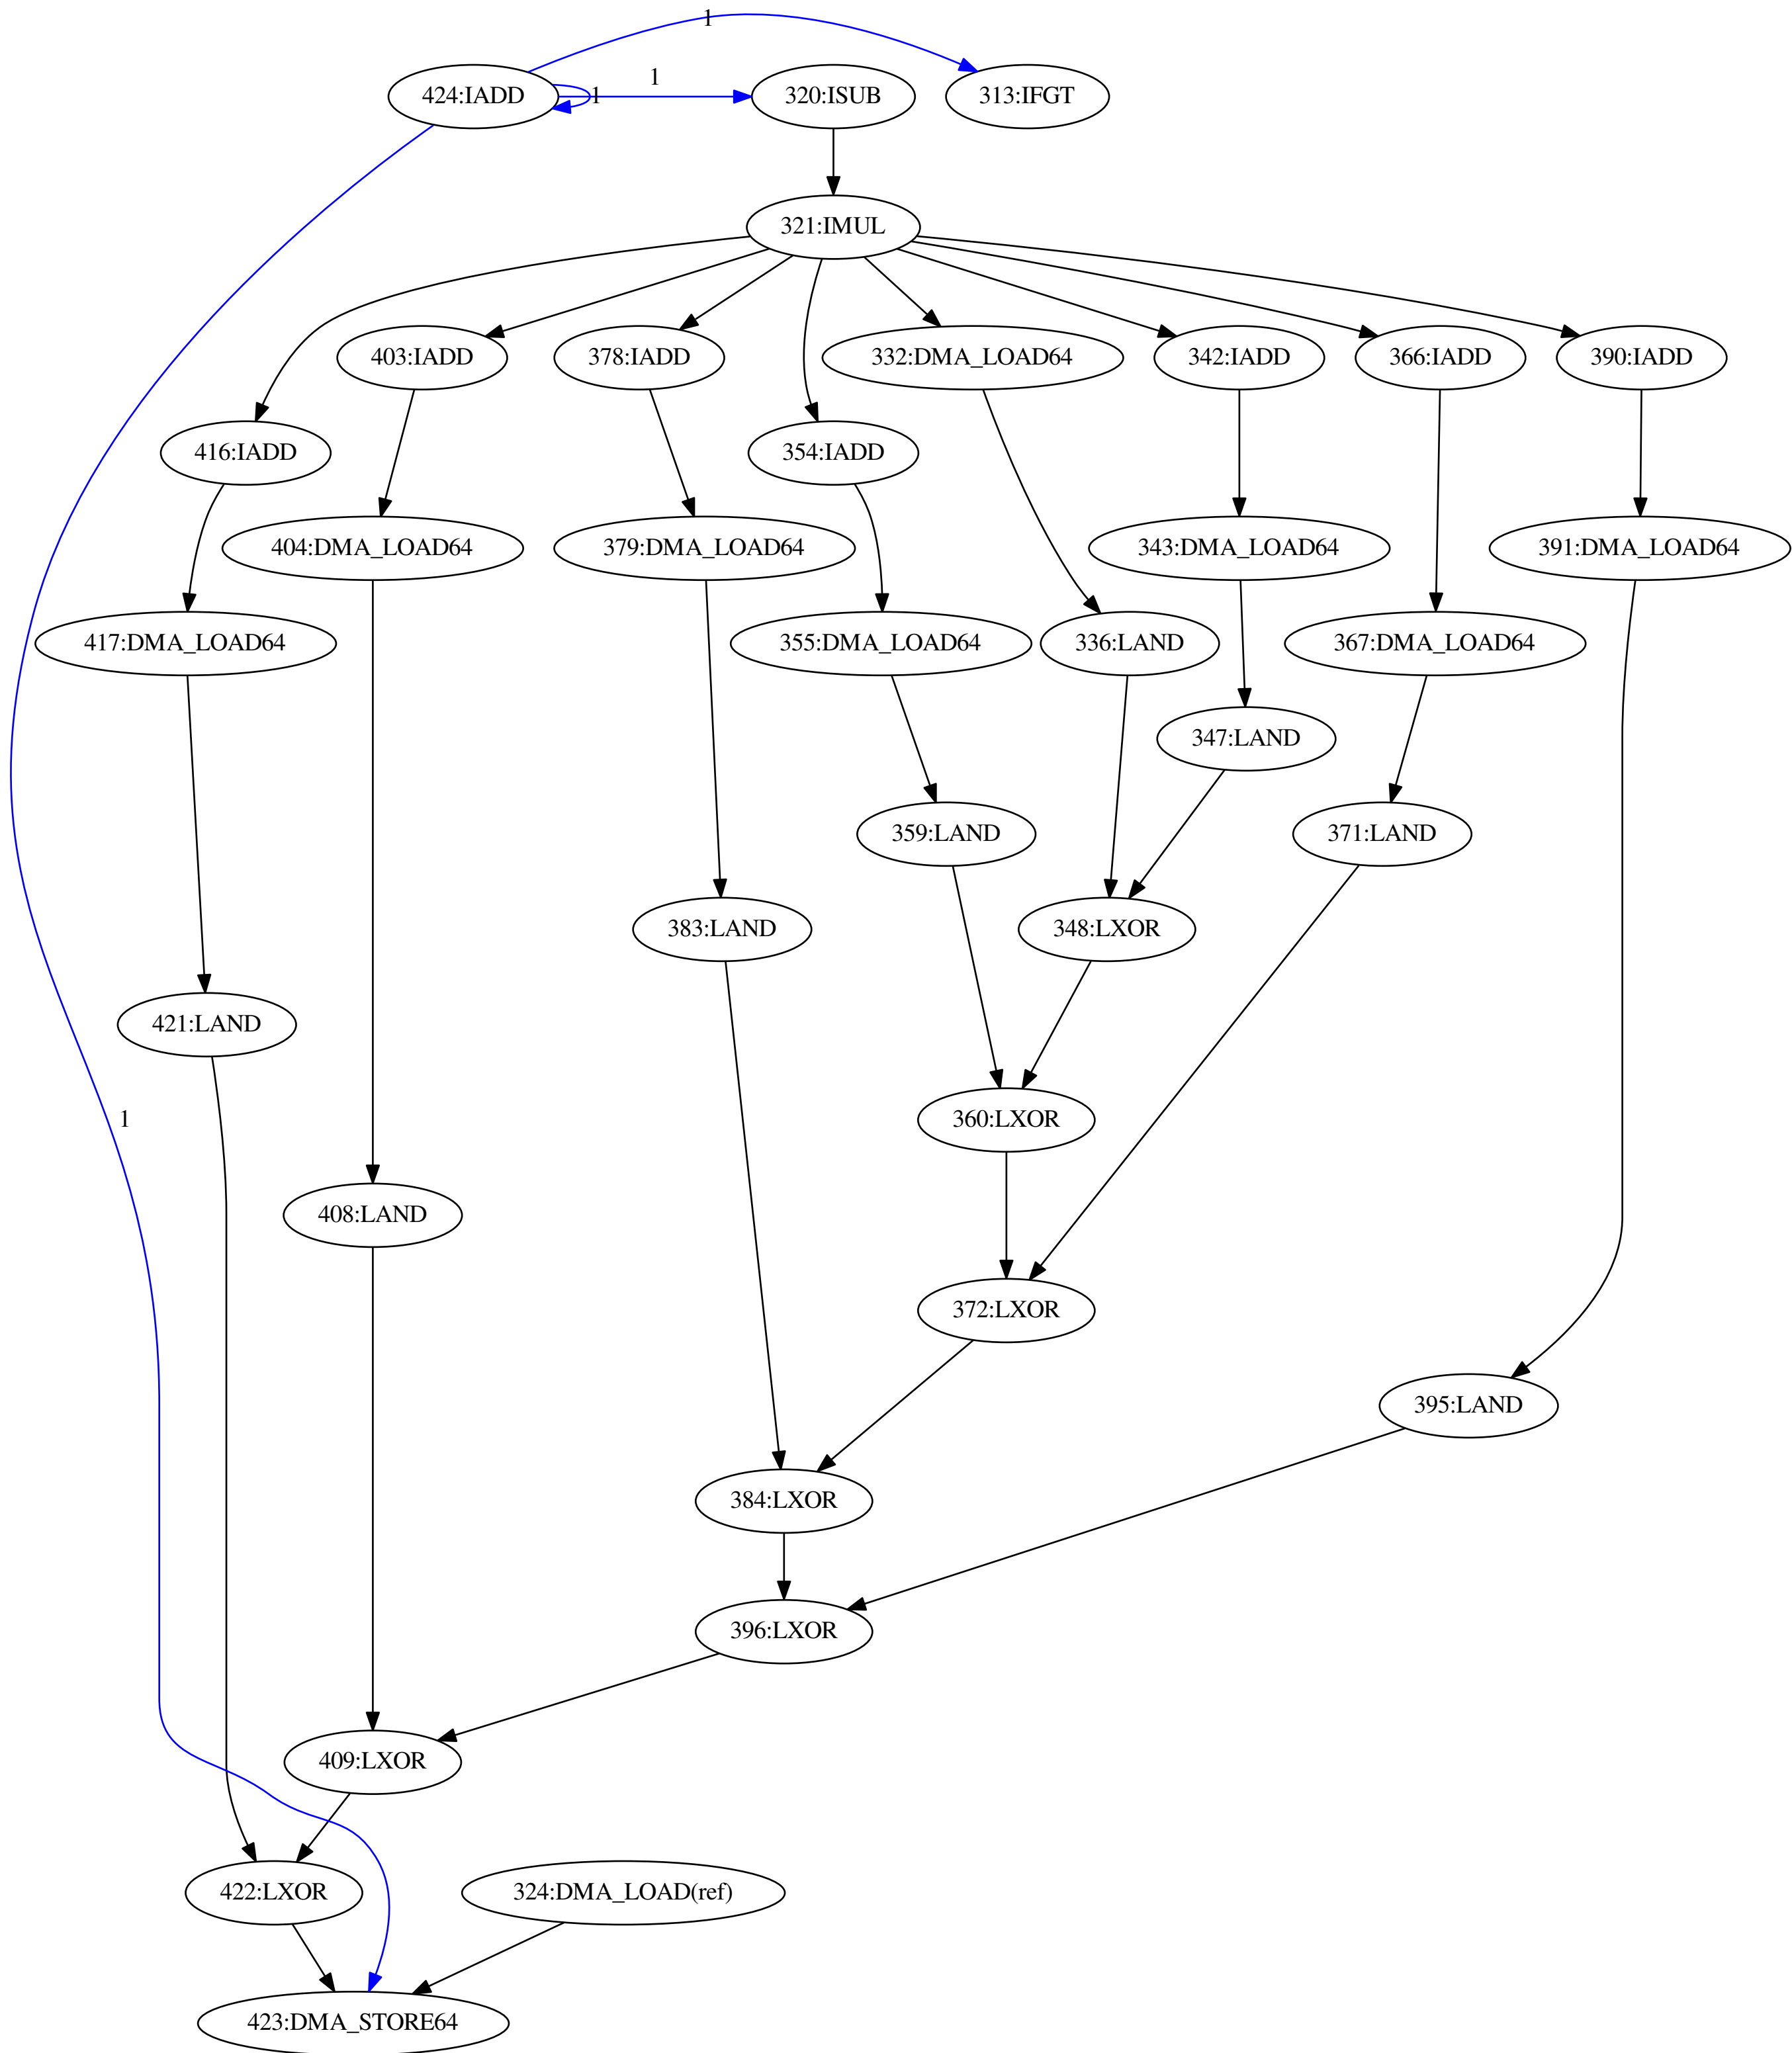 1
424:IADD
1
1
320:ISUB
313:IFGT
321:IMUL
403:IADD
378:IADD
332:DMA_LOAD64
342:IADD
366:IADD
390:IADD
416:IADD
354:IADD
404:DMA_LOAD64
379:DMA_LOAD64
343:DMA_LOAD64
391:DMA_LOAD64
417:DMA_LOAD64
355:DMA_LOAD64
336:LAND
367:DMA_LOAD64
347:LAND
359:LAND
371:LAND
383:LAND
348:LXOR
421:LAND
1
360:LXOR
408:LAND
372:LXOR
395:LAND
384:LXOR
396:LXOR
409:LXOR
422:LXOR
324:DMA_LOAD(ref)
423:DMA_STORE64